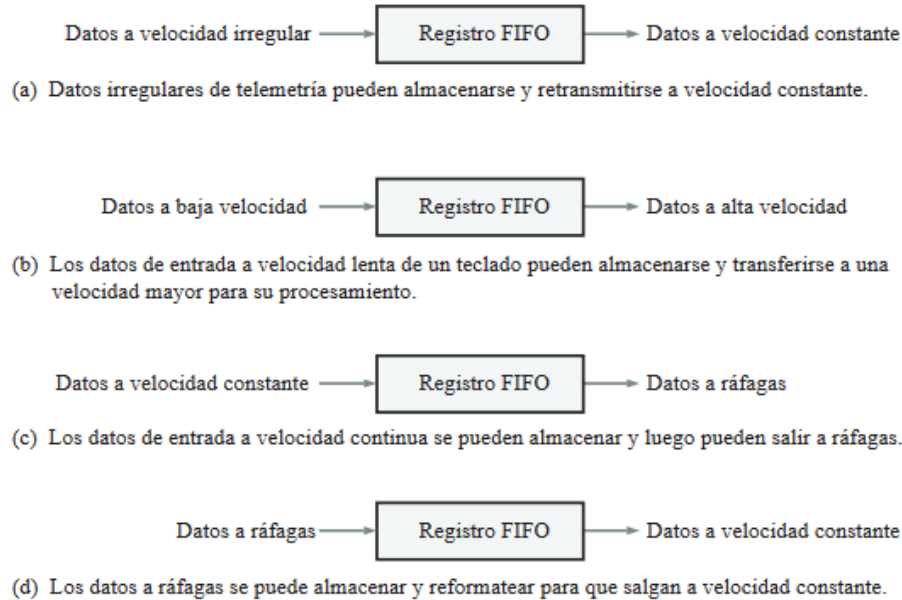 Datos a velocidad irregular Registro FIFO Datos a velocidad constante
(a) Datos irregulares de telemetría pueden almacenarse y retransmitirse a velocidad constante.
Datos a baja velocidad Registro FIFO Datos a alta velocidad
(b) Los datos de entrada a velocidad lenta de un teclado pueden almacenarse y transferirse a una
velocidad mayor para su procesamiento.
Datos a velocidad constante Registro FIFO Datos a ráfagas
(c) Los datos de entrada a velocidad continua se pueden almacenar y luego pueden salir a ráfagas.
Datos a ráfagas Registro FIFO Datos a velocidad constante
(d) Los datos a ráfagas se puede almacenar y reformatear para que salgan a velocidad constante.